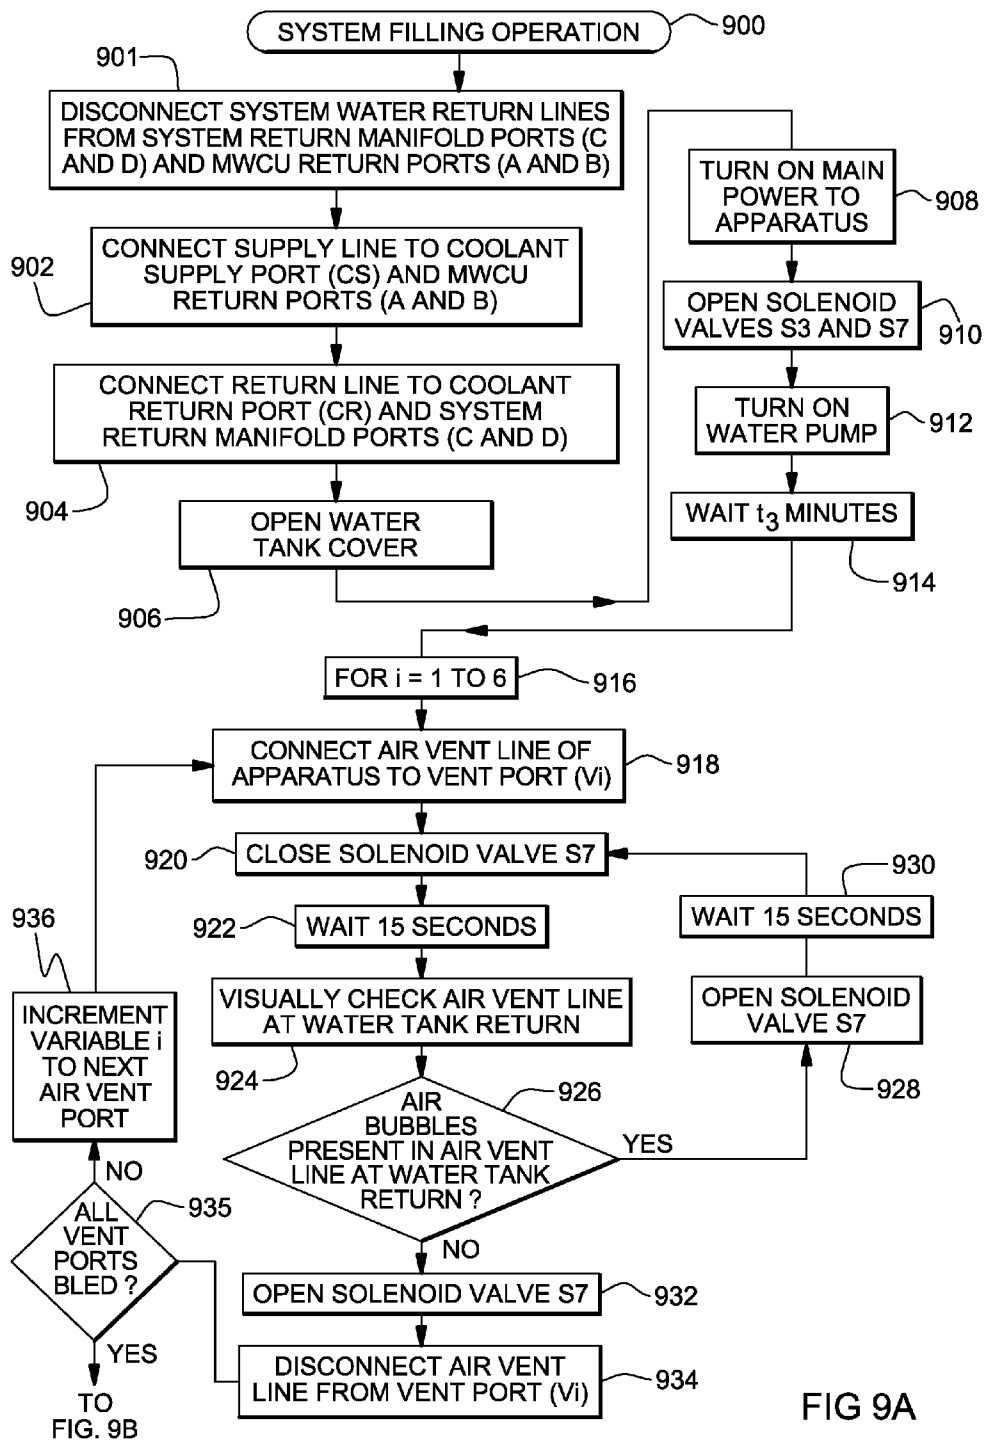 SYSTEM FILLING OPERATION
900
901
DISCONNECT SYSTEM WATER RETURN LINES
FROM SYSTEM RETURN MANIFOLD PORTS (C
AND D) AND MWCU RETURN PORTS (A AND B)
902
CONNECT SUPPLY LINE TO COOLANT
SUPPLY PORT (CS) AND MWCU
RETURN PORTS (A AND B)
CONNECT RETURN LINE TO COOLANT
RETURN PORT (CR) AND SYSTEM
RETURN MANIFOLD PORTS (C AND D)
904
OPEN WATER
TANK COVER
906
TURN ON MAIN
POWER TO
APPARATUS
908
OPEN SOLENOID
VALVES S3 AND S7
910
TURN ON
WATER PUMP
912
WAIT t3 MINUTES
914
FOR i = 1 TO 6
916
CONNECT AIR VENT LINE OF
APPARATUS TO VENT PORT (Vi)
918
920
CLOSE SOLENOID VALVE S7
922
WAIT 15 SECONDS
VISUALLY CHECK AIR VENT LINE
AT WATER TANK RETURN
924
AIR
BUBBLES
PRESENT IN AIR VENT
LINE AT WATER TANK
RETURN ?
926
YES
NO
OPEN SOLENOID
VALVE S7
928
WAIT 15 SECONDS
930
OPEN SOLENOID VALVE S7
932
DISCONNECT AIR VENT
LINE FROM VENT PORT (Vi)
934
ALL
VENT
PORTS
BLED ?
935
NO
YES
936
INCREMENT
VARIABLE i
TO NEXT
AIR VENT
PORT
TO
FIG. 9B
FIG 9A